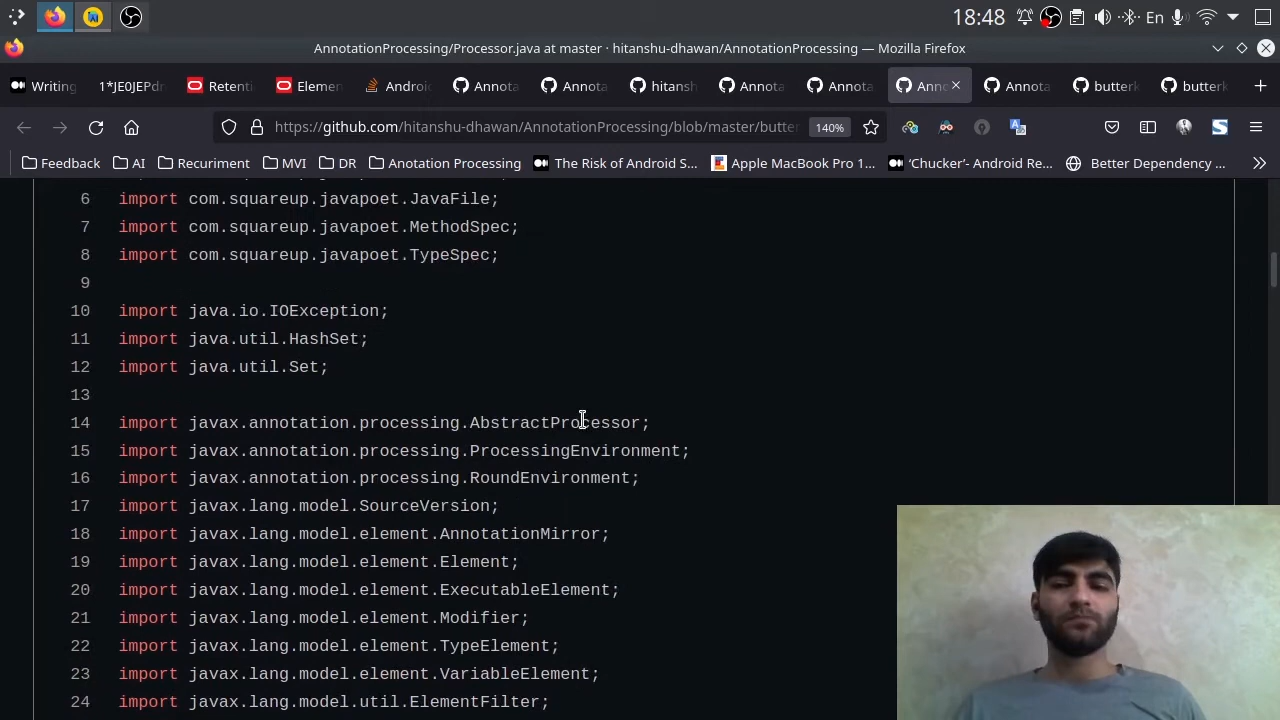 18:48
En
AnnotationProcessing/Processor.java at master · hitanshu-dhawan/AnnotationProcessing — Mozilla Firefox
Writing 1*JE0JEPdr Retenti Elemen Androi Annota Annota hitansh Annota Annota Anno Annota butterk butterk
https://github.com/hitanshu-dhawan/AnnotationProcessing/blob/master/butter 140%
Feedback AI Recuriment MVI DR Anotation Processing The Risk of Android S... Apple MacBook Pro 1... ‘Chucker’- Android Re... Better Dependency ...
6 import com.squareup.javapoet.JavaFile;
7 import com.squareup.javapoet.MethodSpec;
8 import com.squareup.javapoet.TypeSpec;
9
10 import java.io.IOException;
11 import java.util.HashSet;
12 import java.util.Set;
13
14 import javax.annotation.processing.AbstractProcessor;
15 import javax.annotation.processing.ProcessingEnvironment;
16 import javax.annotation.processing.RoundEnvironment;
17 import javax.lang.model.SourceVersion;
18 import javax.lang.model.element.AnnotationMirror;
19 import javax.lang.model.element.Element;
20 import javax.lang.model.element.ExecutableElement;
21 import javax.lang.model.element.Modifier;
22 import javax.lang.model.element.TypeElement;
23 import javax.lang.model.element.VariableElement;
24 import javax.lang.model.util.ElementFilter;